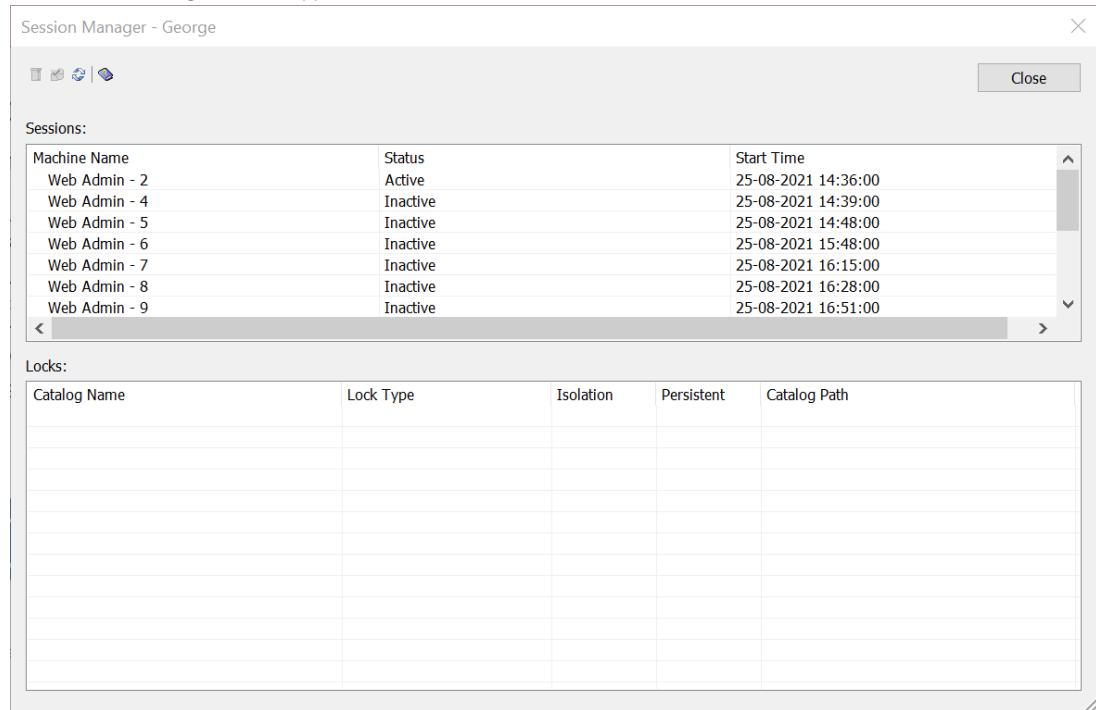 Session Manager - George
Close
Sessions:
Machine Name Status Start Time
Web Admin - 2 Active 25-08-2021 14:36:00
Web Admin - 4 Inactive 25-08-2021 14:39:00
Web Admin - 5 Inactive 25-08-2021 14:48:00
Web Admin - 6 Inactive 25-08-2021 15:48:00
Web Admin - 7 Inactive 25-08-2021 16:15:00
Web Admin - 8 Inactive 25-08-2021 16:28:00
Web Admin - 9 Inactive 25-08-2021 16:51:00
Locks:
Catalog Name Lock Type Isolation Persistent Catalog Path